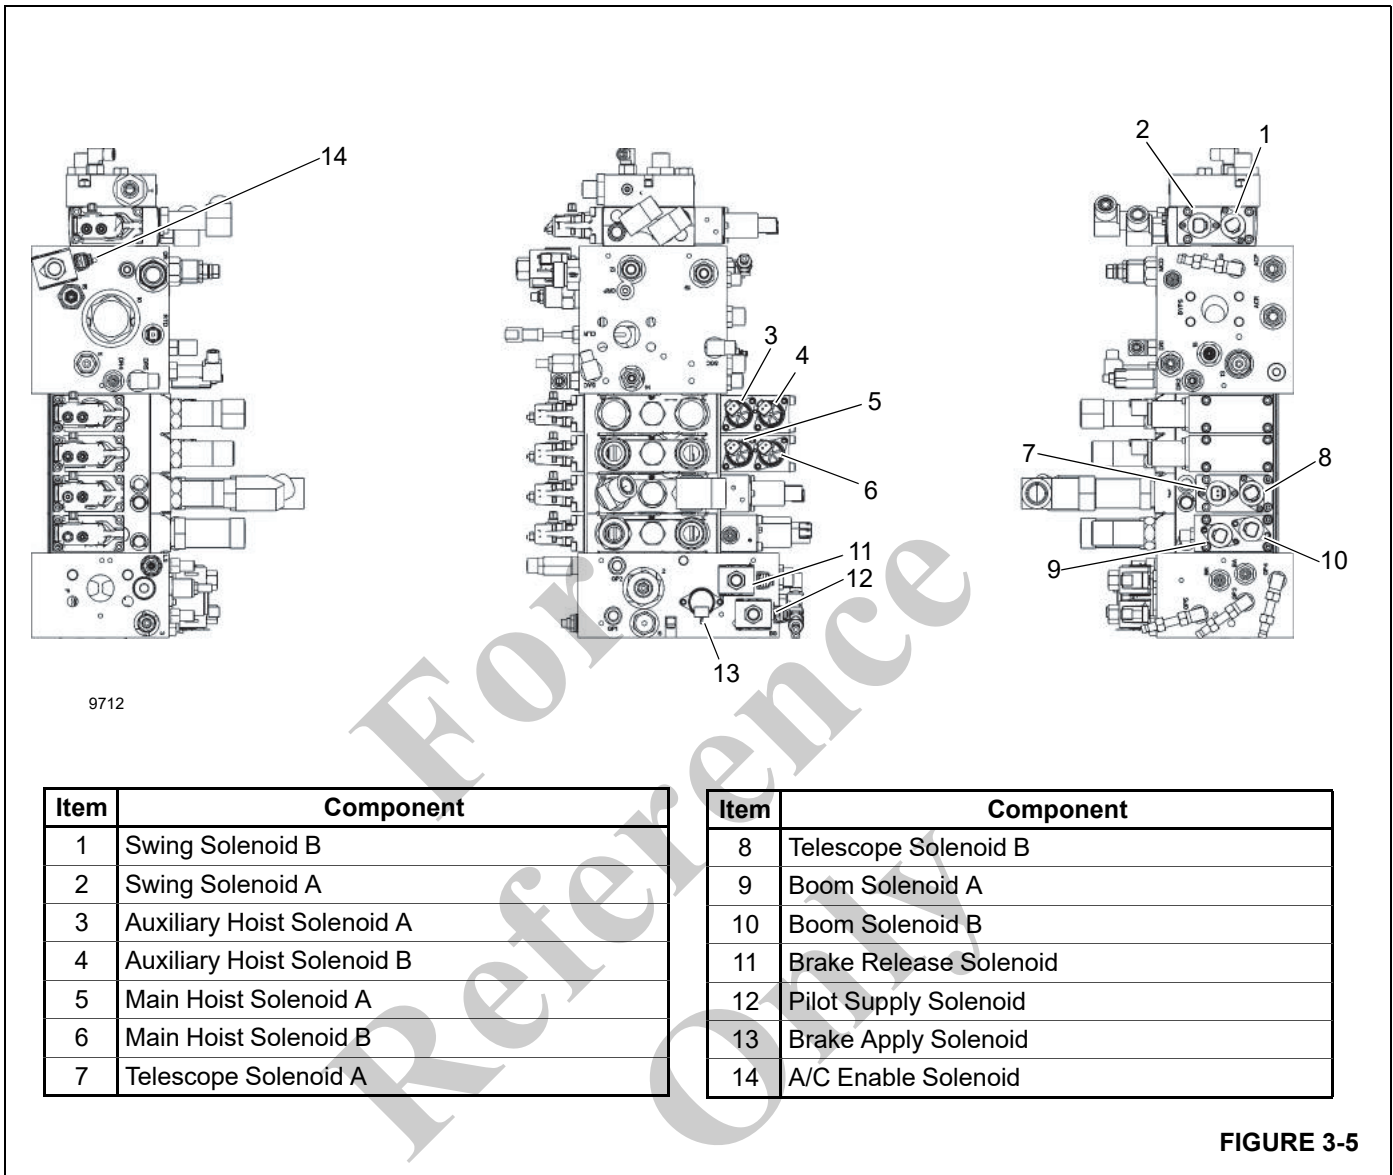 2
1
14
3
4
5
6
7
8
9
10
11
12
13
9712
For
Reference
Only
Item Component
1 Swing Solenoid B
2 Swing Solenoid A
3 Auxiliary Hoist Solenoid A
4 Auxiliary Hoist Solenoid B
5 Main Hoist Solenoid A
6 Main Hoist Solenoid B
7 Telescope Solenoid A
Item Component
8 Telescope Solenoid B
9 Boom Solenoid A
10 Boom Solenoid B
11 Brake Release Solenoid
12 Pilot Supply Solenoid
13 Brake Apply Solenoid
14 A/C Enable Solenoid
FIGURE 3-5